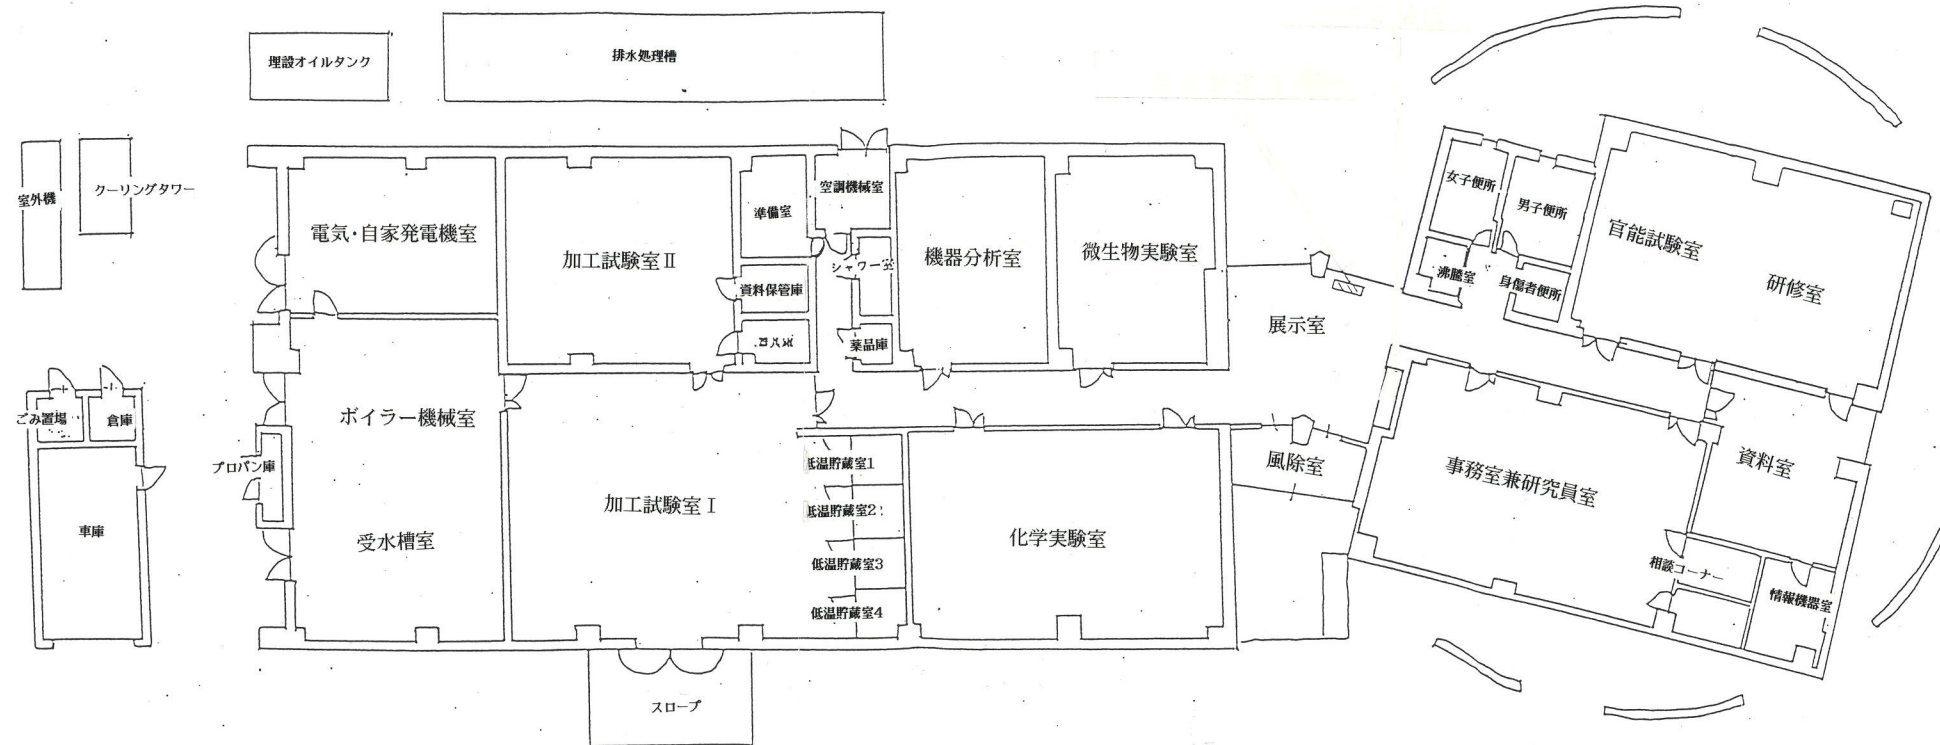 埋設オイルタンク
排水処理槽
室外機
クーリングタワー
電気・自家発電機室
加工試験室Ⅱ
準備室
空調機械室
シャワー室
資料保管庫
薬品庫
機器分析室
微生物実験室
展示室
女子便所
男子便所
沸騰室
身傷者便所
官能試験室
研修室
ごみ置場
倉庫
車庫
プロパン庫
ボイラー機械室
受水槽室
加工試験室Ⅰ
低温貯蔵室1
低温貯蔵室2
低温貯蔵室3
低温貯蔵室4
化学実験室
風除室
事務室兼研究員室
資料室
相談コーナー
情報機器室
スロープ